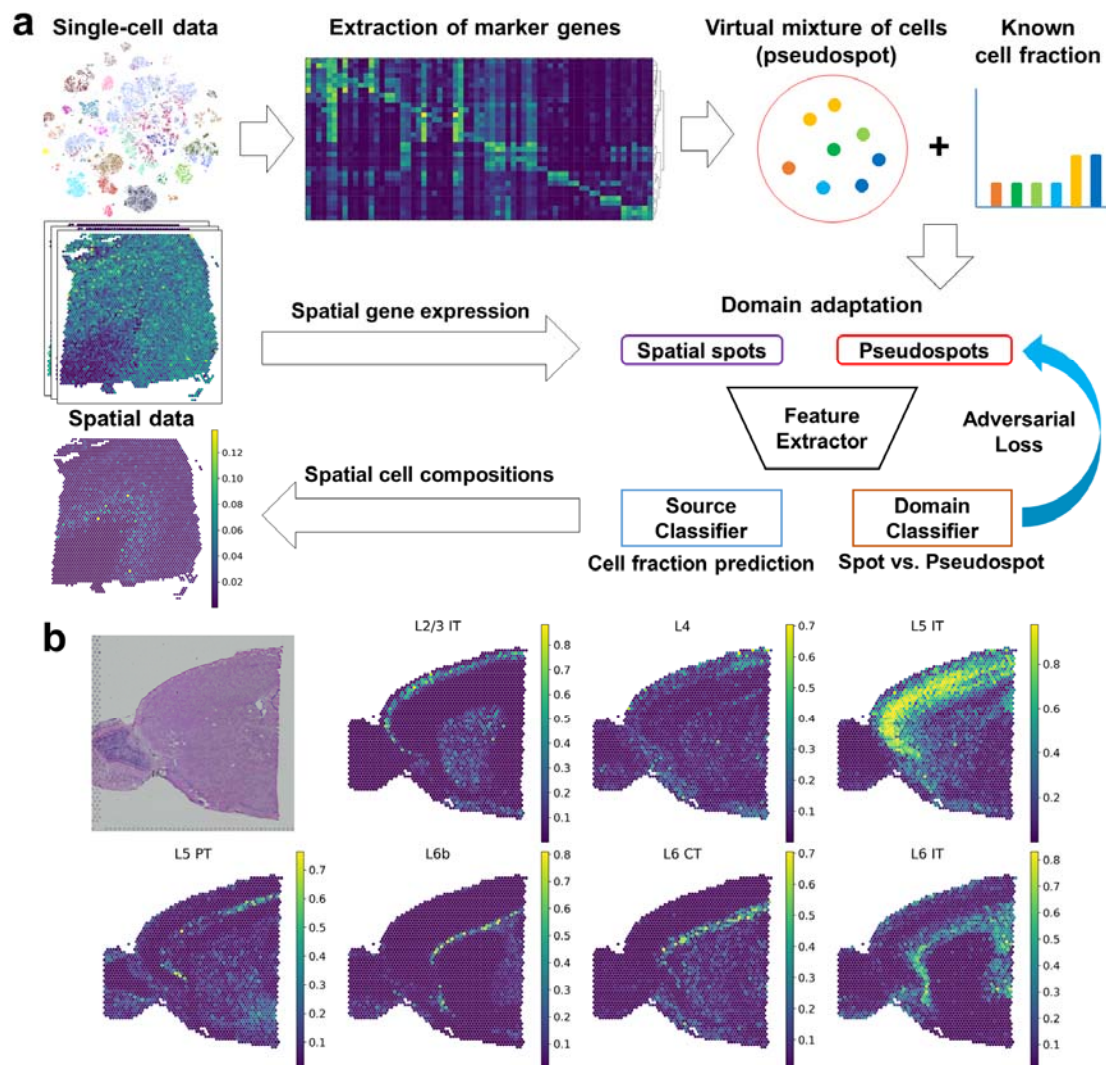 a
Single-cell data
Extraction of marker genes
Virtual mixture of cells
(pseudospot)
Known
cell fraction
+
Spatial gene expression
Domain adaptation
Spatial spots
Pseudospots
Feature
Extractor
Adversarial
Loss
Spatial data
0.12
0.10
0.08
0.06
0.04
0.02
Spatial cell compositions
Source
Classifier
Domain
Classifier
Cell fraction prediction
Spot vs. Pseudospot
b
L2/3 IT
0.8
0.7
0.6
0.5
0.4
0.3
0.2
0.1
L4
0.7
0.6
0.5
0.4
0.3
0.2
0.1
L5 IT
0.8
0.6
0.4
0.2
L5 PT
0.7
0.6
0.5
0.4
0.3
0.2
0.1
L6b
0.8
0.7
0.6
0.5
0.4
0.3
0.2
0.1
L6 CT
0.7
0.6
0.5
0.4
0.3
0.2
0.1
L6 IT
0.8
0.7
0.6
0.5
0.4
0.3
0.2
0.1